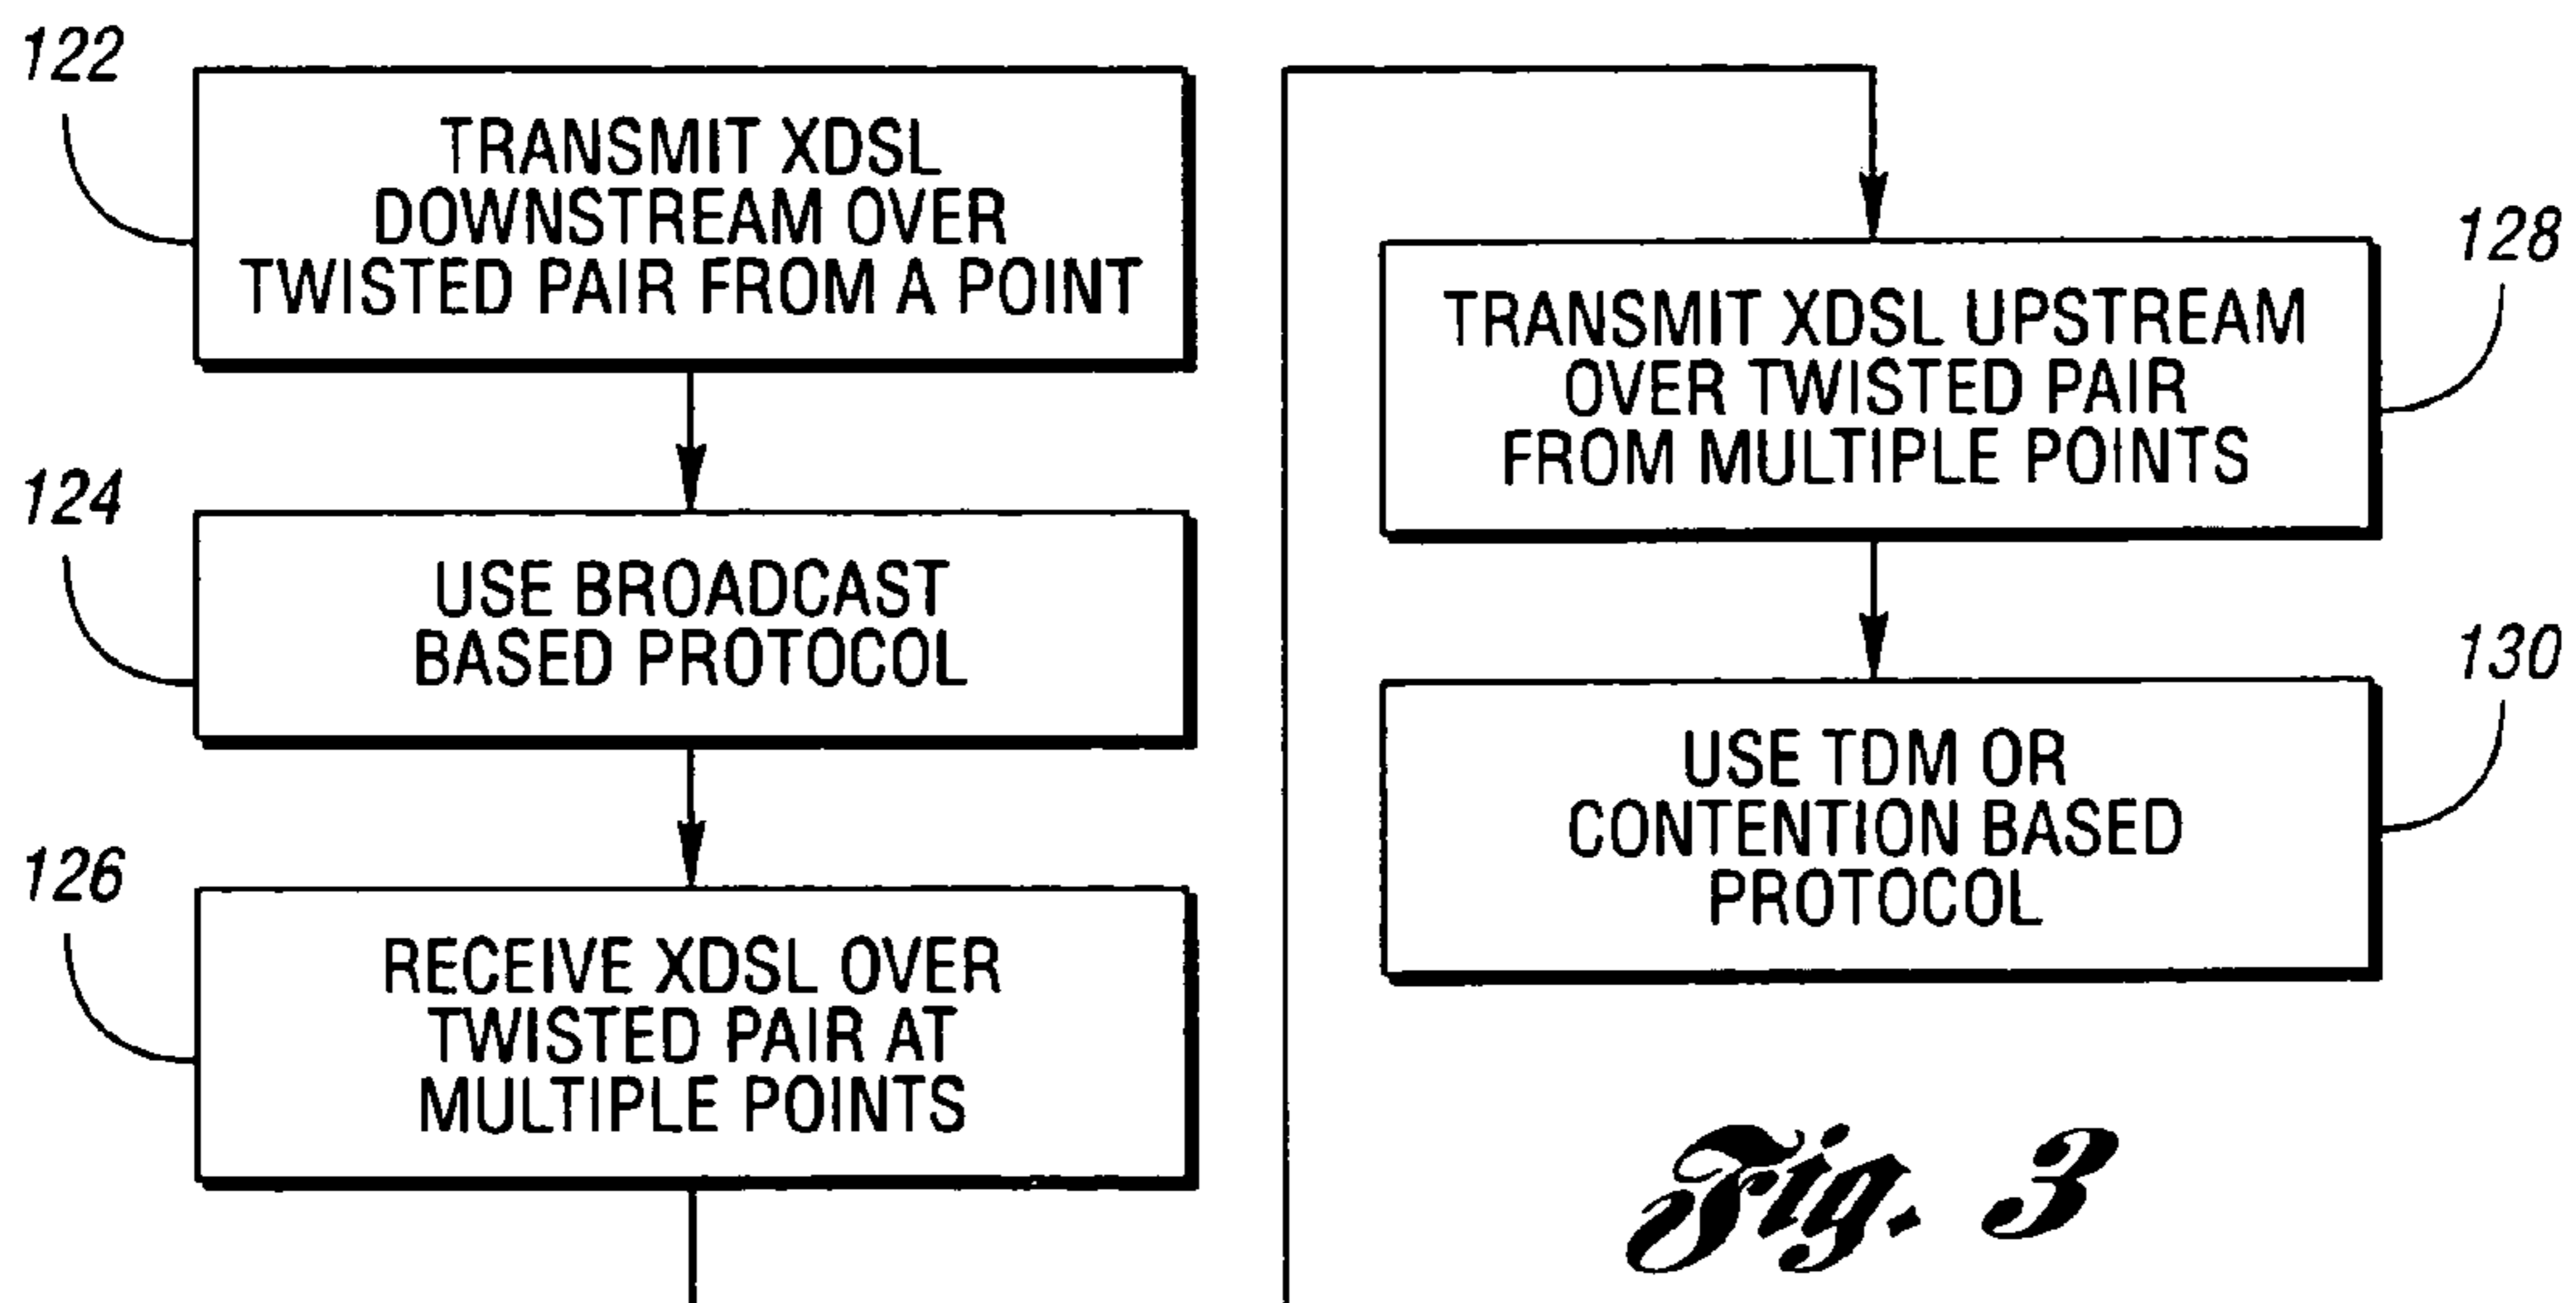 122
TRANSMIT XDSL
DOWNSTREAM OVER
TWISTED PAIR FROM A POINT
124
USE BROADCAST
BASED PROTOCOL
126
RECEIVE XDSL OVER
TWISTED PAIR AT
MULTIPLE POINTS
128
TRANSMIT XDSL UPSTREAM
OVER TWISTED PAIR
FROM MULTIPLE POINTS
130
USE TDM OR
CONTENTION BASED
PROTOCOL
Fig. 3